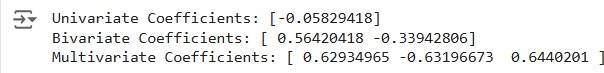 Univariate Coefficients: [-0.05829418]
Bivariate Coefficients: [ 0.56420418 -0.33942806]
Multivariate Coefficients: [ 0.62934965 -0.63196673  0.6440201 ]